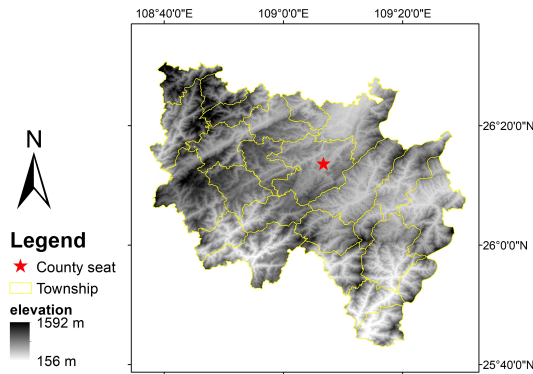 108°40'0"E 109°0'0"E 109°20'0"E
26°20'0"N
26°0'0"N
25°40'0"N
N
Legend
County seat
Township
elevation
1592 m
156 m